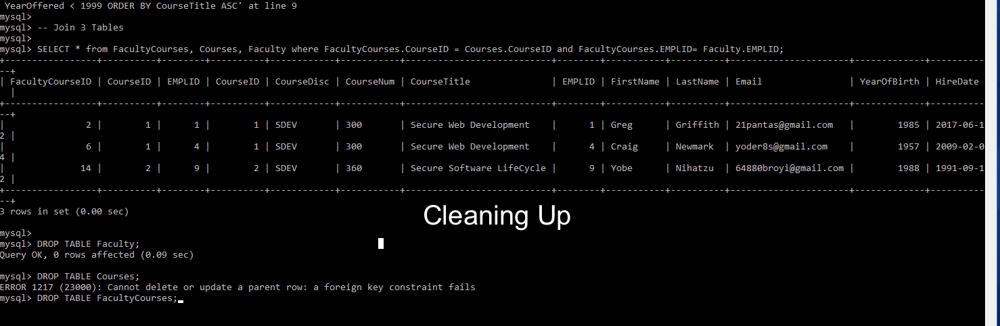 YearOffered < 1999 ORDER BY CourseTitle ASC' at line 9
mysql>
mysql> -- Join 3 Tables
mysql>
mysql> SELECT * from FacultyCourses, Courses, Faculty where FacultyCourses.CourseID = Courses.CourseID and FacultyCourses.EMPLID= Faculty.EMPLID;
+-----------------+----------+--------+----------+------------+-----------+---------------------------+--------+-----------+----------+----------------------+-------------+----------
--+
| FacultyCourseID | CourseID | EMPLID | CourseID | CourseDisc | CourseNum | CourseTitle               | EMPLID | FirstName | LastName | Email                | YearOfBirth | HireDate
  |
+-----------------+----------+--------+----------+------------+-----------+---------------------------+--------+-----------+----------+----------------------+-------------+----------
--+
|               2 |        1 |      1 |        1 | SDEV       | 300       | Secure Web Development    |      1 | Greg      | Griffith | 21pantas@gmail.com   |        1985 | 2017-06-1
2 |
|               6 |        1 |      4 |        1 | SDEV       | 300       | Secure Web Development    |      4 | Craig     | Newmark  | yoder8s@gmail.com    |        1957 | 2009-02-0
4 |
|              14 |        2 |      9 |        2 | SDEV       | 360       | Secure Software LifeCycle |      9 | Yobe      | Nihatzu  | 64880broyi@gmail.com |        1988 | 1991-09-1
2 |
+-----------------+----------+--------+----------+------------+-----------+---------------------------+--------+-----------+----------+----------------------+-------------+----------
--+
3 rows in set (0.00 sec)
Cleaning Up
mysql>
mysql> DROP TABLE Faculty;
Query OK, 0 rows affected (0.09 sec)
mysql> DROP TABLE Courses;
ERROR 1217 (23000): Cannot delete or update a parent row: a foreign key constraint fails
mysql> DROP TABLE FacultyCourses;